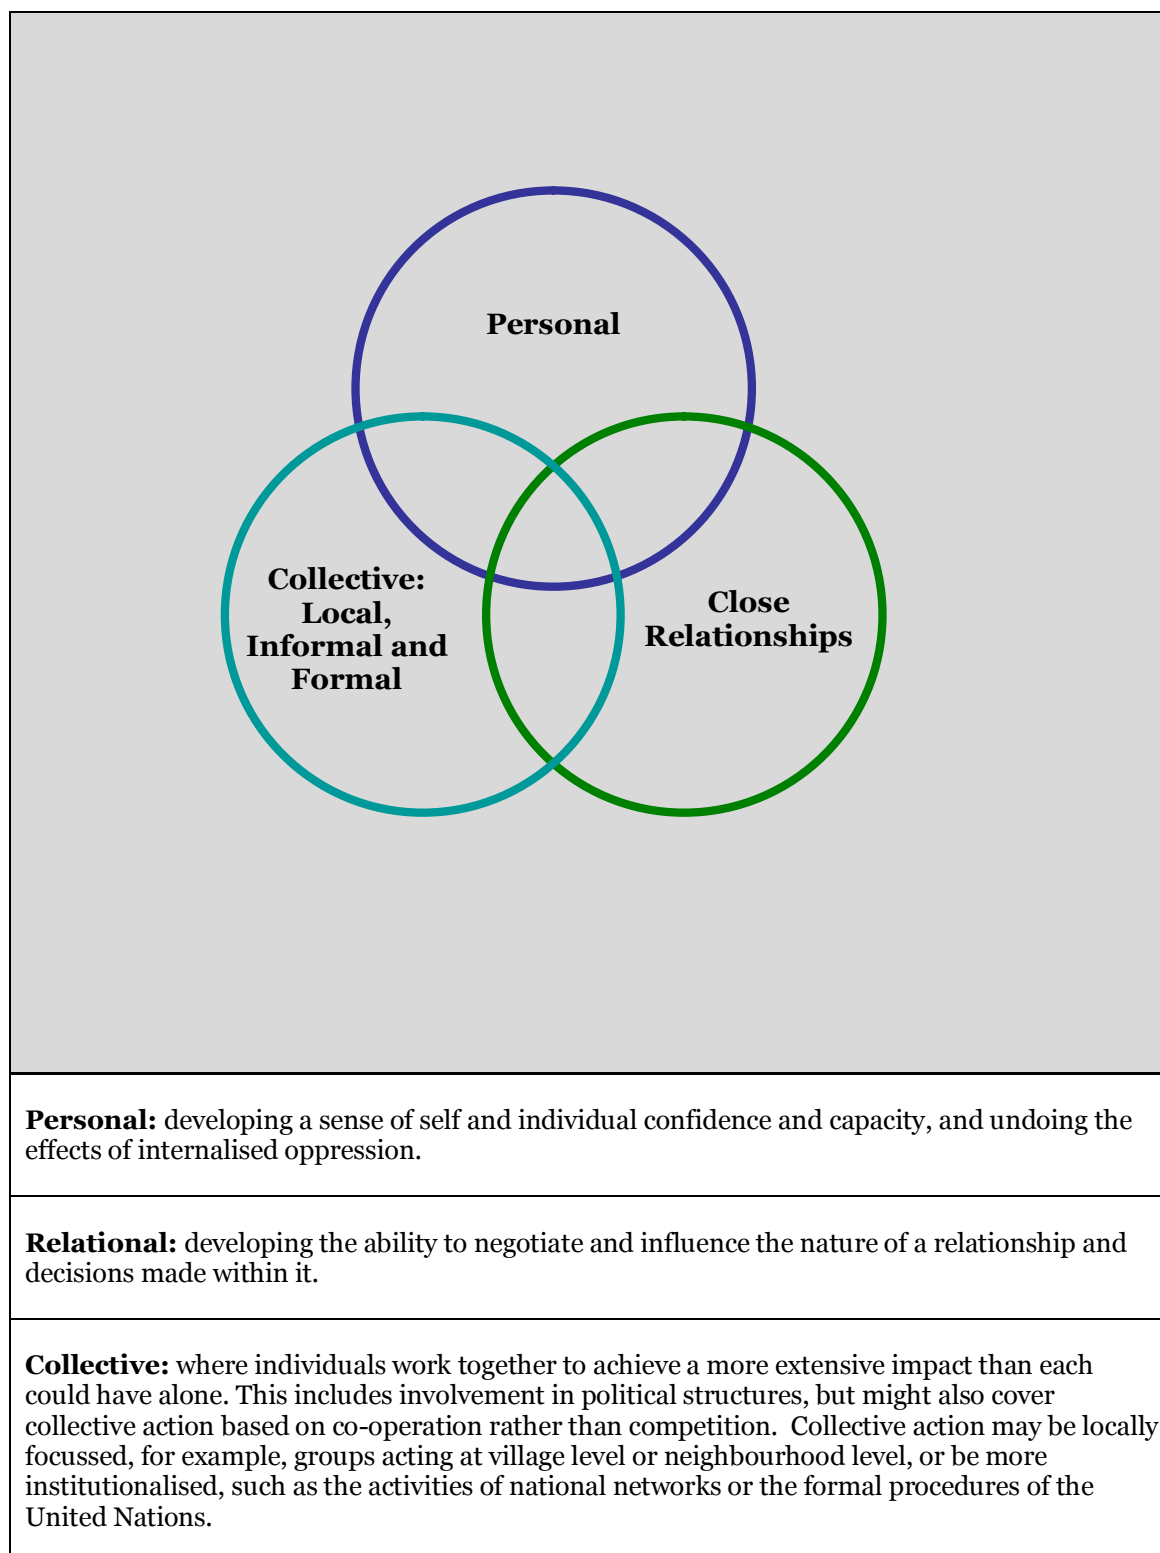 Personal
Collective:
Local,
Informal and
Formal
Close
Relationships
Personal: developing a sense of self and individual confidence and capacity, and undoing the
effects of internalised oppression.
Relational: developing the ability to negotiate and influence the nature of a relationship and
decisions made within it.
Collective: where individuals work together to achieve a more extensive impact than each
could have alone. This includes involvement in political structures, but might also cover
collective action based on co-operation rather than competition.  Collective action may be locally
focussed, for example, groups acting at village level or neighbourhood level, or be more
institutionalised, such as the activities of national networks or the formal procedures of the
United Nations.